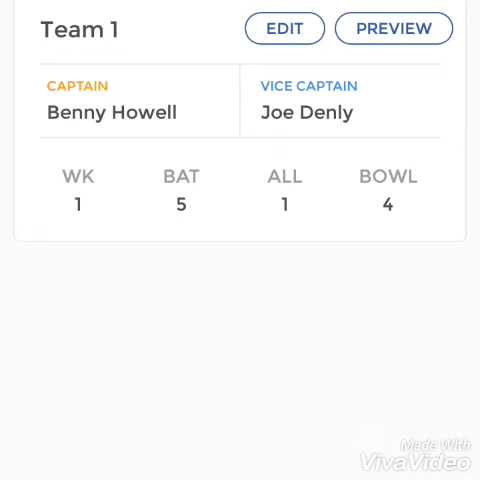 Team 1 EDIT PREVIEW
CAPTAIN VICE CAPTAIN
Benny Howell Joe Denly
WK BAT ALL BOWL
1 5 1 4
Made With
VivaVideo